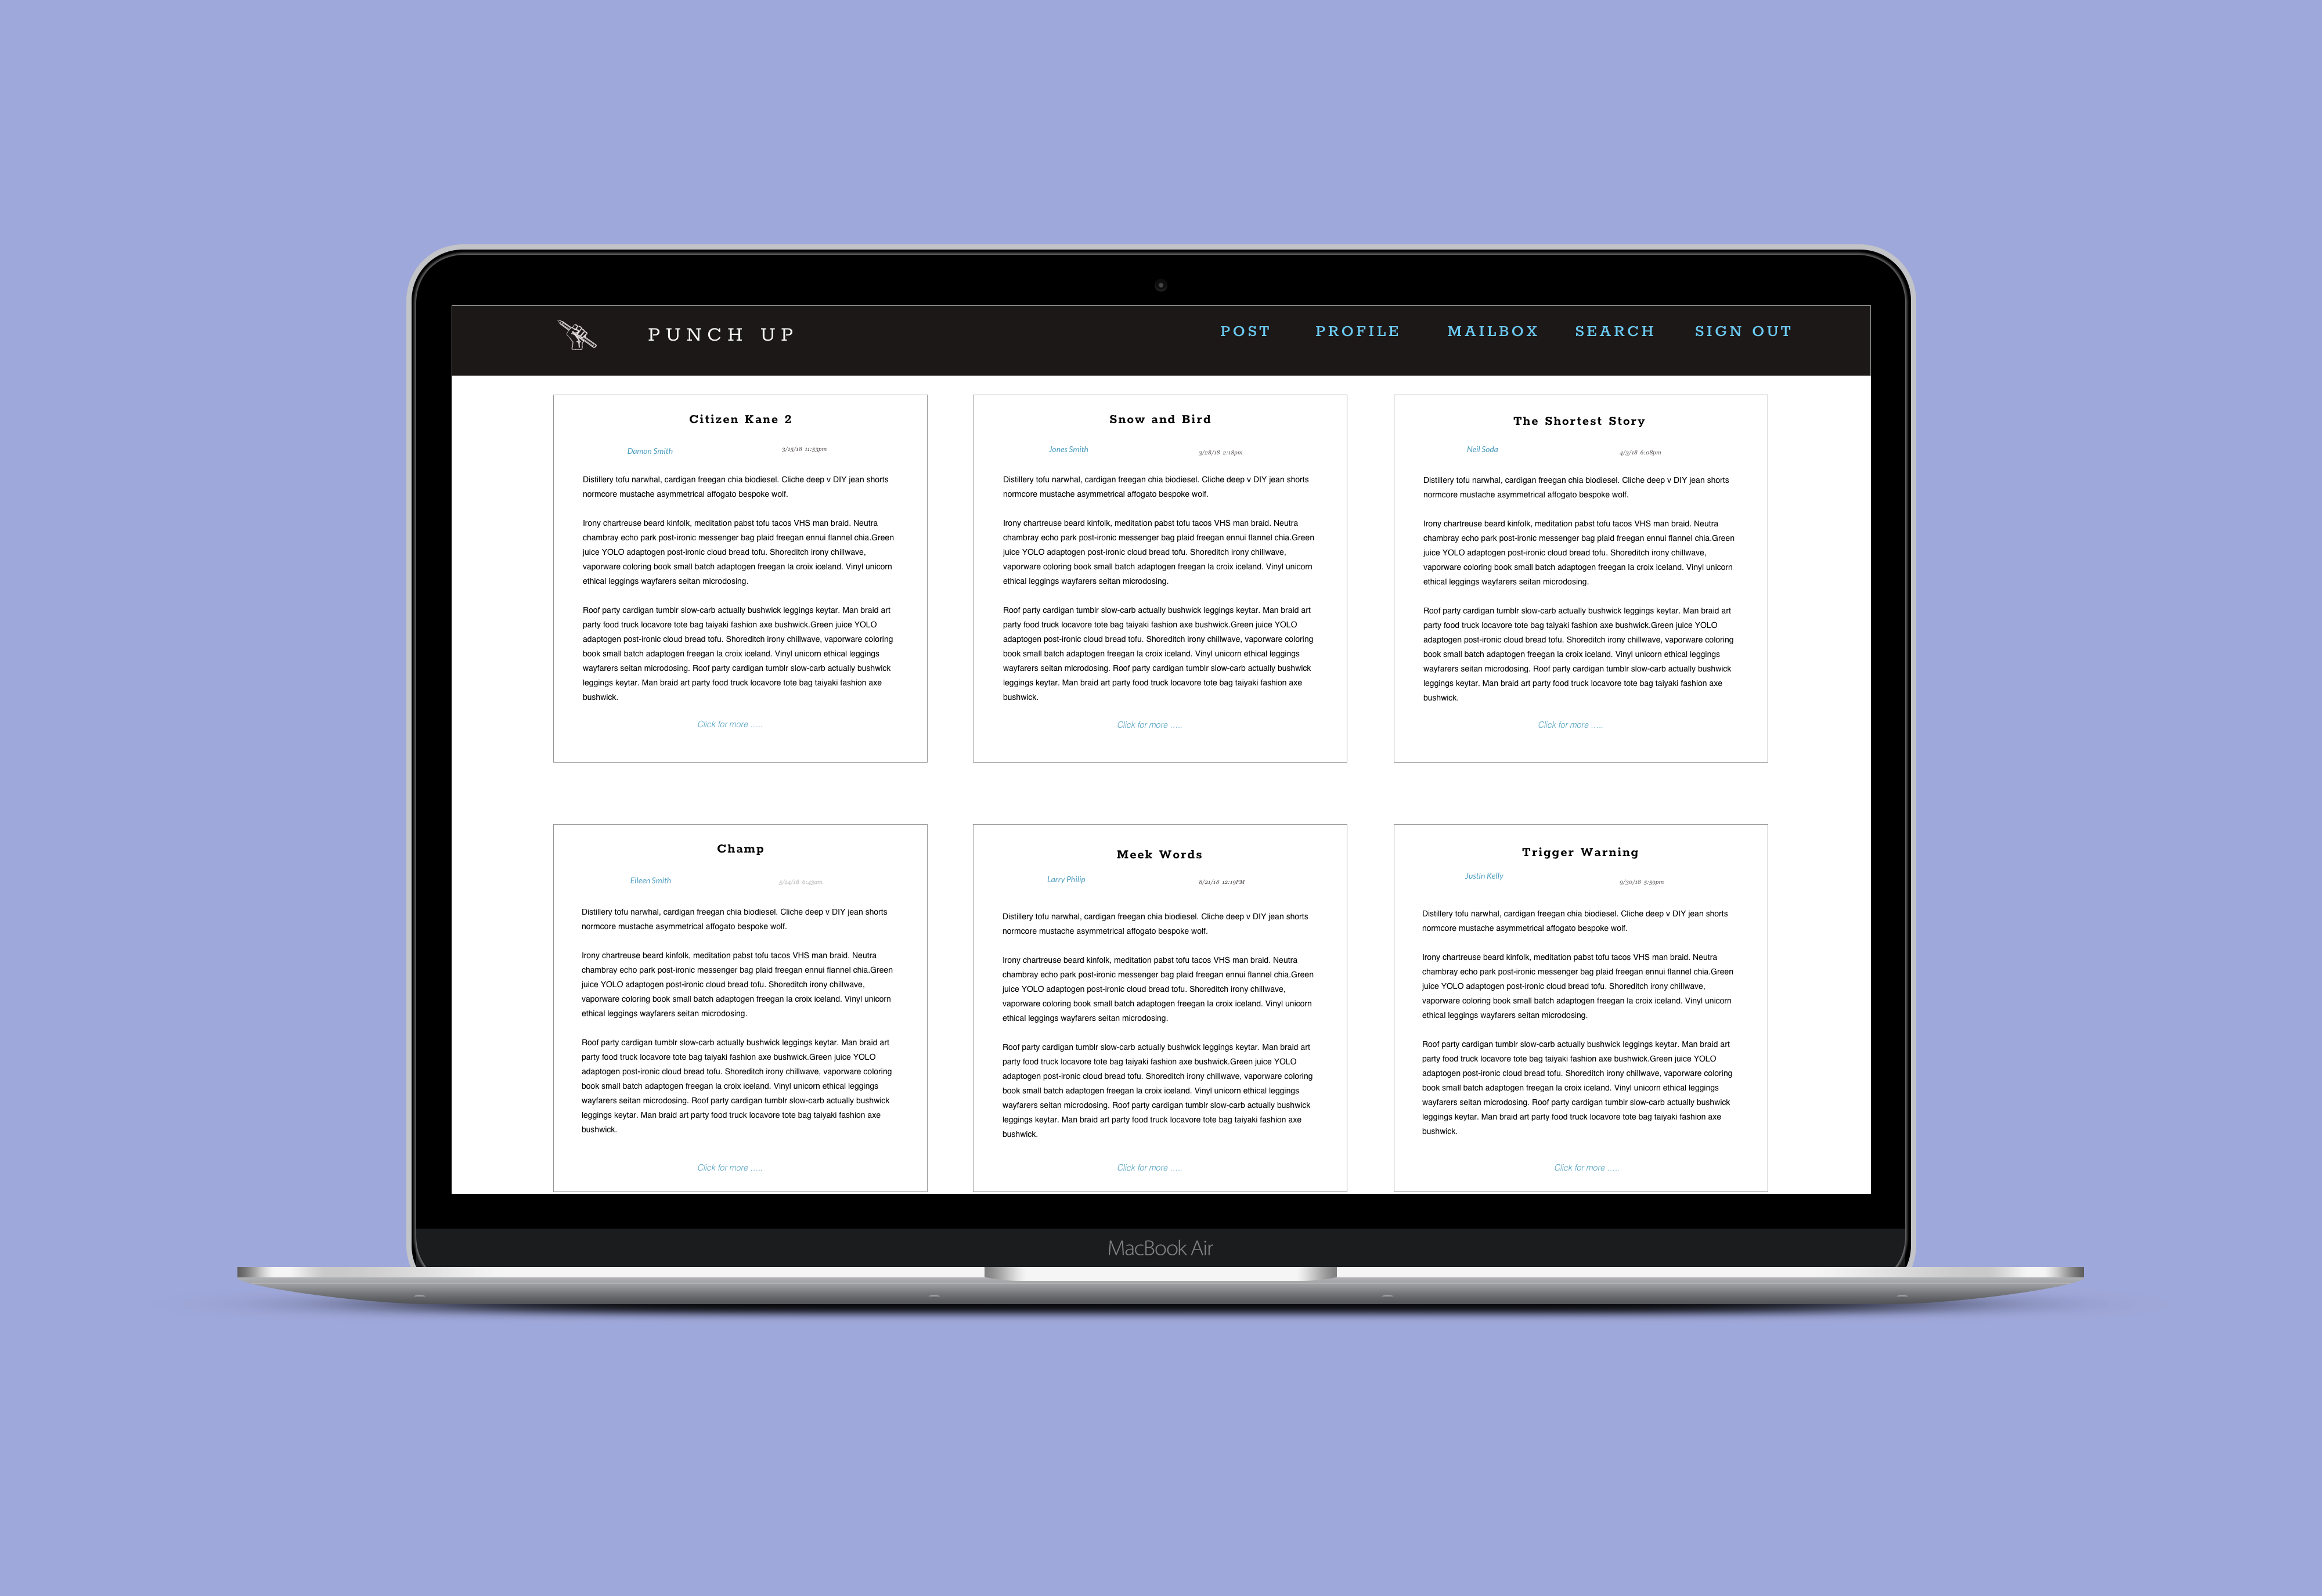 PUNCH UP
POST PROFILE MAILBOX SEARCH SIGN OUT
Citizen Kane 2
Damon Smith 3/15/18 11:53pm
Distillery tofu narwhal, cardigan freegan chia biodiesel. Cliche deep v DIY jean shorts
normcore mustache asymmetrical affogato bespoke wolf.
Irony chartreuse beard kinfolk, meditation pabst tofu tacos VHS man braid. Neutra
chambray echo park post-ironic messenger bag plaid freegan ennui flannel chia.Green
juice YOLO adaptogen post-ironic cloud bread tofu. Shoreditch irony chillwave,
vaporware coloring book small batch adaptogen freegan la croix iceland. Vinyl unicorn
ethical leggings wayfarers seitan microdosing.
Roof party cardigan tumblr slow-carb actually bushwick leggings keytar. Man braid art
party food truck locavore tote bag taiyaki fashion axe bushwick.Green juice YOLO
adaptogen post-ironic cloud bread tofu. Shoreditch irony chillwave, vaporware coloring
book small batch adaptogen freegan la croix iceland. Vinyl unicorn ethical leggings
wayfarers seitan microdosing. Roof party cardigan tumblr slow-carb actually bushwick
leggings keytar. Man braid art party food truck locavore tote bag taiyaki fashion axe
bushwick.
Click for more .....
Snow and Bird
Jones Smith 3/28/18 2:18pm
Distillery tofu narwhal, cardigan freegan chia biodiesel. Cliche deep v DIY jean shorts
normcore mustache asymmetrical affogato bespoke wolf.
Irony chartreuse beard kinfolk, meditation pabst tofu tacos VHS man braid. Neutra
chambray echo park post-ironic messenger bag plaid freegan ennui flannel chia.Green
juice YOLO adaptogen post-ironic cloud bread tofu. Shoreditch irony chillwave,
vaporware coloring book small batch adaptogen freegan la croix iceland. Vinyl unicorn
ethical leggings wayfarers seitan microdosing.
Roof party cardigan tumblr slow-carb actually bushwick leggings keytar. Man braid art
party food truck locavore tote bag taiyaki fashion axe bushwick.Green juice YOLO
adaptogen post-ironic cloud bread tofu. Shoreditch irony chillwave, vaporware coloring
book small batch adaptogen freegan la croix iceland. Vinyl unicorn ethical leggings
wayfarers seitan microdosing. Roof party cardigan tumblr slow-carb actually bushwick
leggings keytar. Man braid art party food truck locavore tote bag taiyaki fashion axe
bushwick.
Click for more .....
The Shortest Story
Neil Soda 4/3/18 6:08pm
Distillery tofu narwhal, cardigan freegan chia biodiesel. Cliche deep v DIY jean shorts
normcore mustache asymmetrical affogato bespoke wolf.
Irony chartreuse beard kinfolk, meditation pabst tofu tacos VHS man braid. Neutra
chambray echo park post-ironic messenger bag plaid freegan ennui flannel chia.Green
juice YOLO adaptogen post-ironic cloud bread tofu. Shoreditch irony chillwave,
vaporware coloring book small batch adaptogen freegan la croix iceland. Vinyl unicorn
ethical leggings wayfarers seitan microdosing.
Roof party cardigan tumblr slow-carb actually bushwick leggings keytar. Man braid art
party food truck locavore tote bag taiyaki fashion axe bushwick.Green juice YOLO
adaptogen post-ironic cloud bread tofu. Shoreditch irony chillwave, vaporware coloring
book small batch adaptogen freegan la croix iceland. Vinyl unicorn ethical leggings
wayfarers seitan microdosing. Roof party cardigan tumblr slow-carb actually bushwick
leggings keytar. Man braid art party food truck locavore tote bag taiyaki fashion axe
bushwick.
Click for more .....
Champ
Eileen Smith
Distillery tofu narwhal, cardigan freegan chia biodiesel. Cliche deep v DIY jean shorts
normcore mustache asymmetrical affogato bespoke wolf.
Irony chartreuse beard kinfolk, meditation pabst tofu tacos VHS man braid. Neutra
chambray echo park post-ironic messenger bag plaid freegan ennui flannel chia.Green
juice YOLO adaptogen post-ironic cloud bread tofu. Shoreditch irony chillwave,
vaporware coloring book small batch adaptogen freegan la croix iceland. Vinyl unicorn
ethical leggings wayfarers seitan microdosing.
Roof party cardigan tumblr slow-carb actually bushwick leggings keytar. Man braid art
party food truck locavore tote bag taiyaki fashion axe bushwick.Green juice YOLO
adaptogen post-ironic cloud bread tofu. Shoreditch irony chillwave, vaporware coloring
book small batch adaptogen freegan la croix iceland. Vinyl unicorn ethical leggings
wayfarers seitan microdosing. Roof party cardigan tumblr slow-carb actually bushwick
leggings keytar. Man braid art party food truck locavore tote bag taiyaki fashion axe
bushwick.
Click for more .....
Meek Words
Larry Philip 8/21/18 12:19PM
Distillery tofu narwhal, cardigan freegan chia biodiesel. Cliche deep v DIY jean shorts
normcore mustache asymmetrical affogato bespoke wolf.
Irony chartreuse beard kinfolk, meditation pabst tofu tacos VHS man braid. Neutra
chambray echo park post-ironic messenger bag plaid freegan ennui flannel chia.Green
juice YOLO adaptogen post-ironic cloud bread tofu. Shoreditch irony chillwave,
vaporware coloring book small batch adaptogen freegan la croix iceland. Vinyl unicorn
ethical leggings wayfarers seitan microdosing.
Roof party cardigan tumblr slow-carb actually bushwick leggings keytar. Man braid art
party food truck locavore tote bag taiyaki fashion axe bushwick.Green juice YOLO
adaptogen post-ironic cloud bread tofu. Shoreditch irony chillwave, vaporware coloring
book small batch adaptogen freegan la croix iceland. Vinyl unicorn ethical leggings
wayfarers seitan microdosing. Roof party cardigan tumblr slow-carb actually bushwick
leggings keytar. Man braid art party food truck locavore tote bag taiyaki fashion axe
bushwick.
Click for more .....
Trigger Warning
Justin Kelly 9/30/18 5:59pm
Distillery tofu narwhal, cardigan freegan chia biodiesel. Cliche deep v DIY jean shorts
normcore mustache asymmetrical affogato bespoke wolf.
Irony chartreuse beard kinfolk, meditation pabst tofu tacos VHS man braid. Neutra
chambray echo park post-ironic messenger bag plaid freegan ennui flannel chia.Green
juice YOLO adaptogen post-ironic cloud bread tofu. Shoreditch irony chillwave,
vaporware coloring book small batch adaptogen freegan la croix iceland. Vinyl unicorn
ethical leggings wayfarers seitan microdosing.
Roof party cardigan tumblr slow-carb actually bushwick leggings keytar. Man braid art
party food truck locavore tote bag taiyaki fashion axe bushwick.Green juice YOLO
adaptogen post-ironic cloud bread tofu. Shoreditch irony chillwave, vaporware coloring
book small batch adaptogen freegan la croix iceland. Vinyl unicorn ethical leggings
wayfarers seitan microdosing. Roof party cardigan tumblr slow-carb actually bushwick
leggings keytar. Man braid art party food truck locavore tote bag taiyaki fashion axe
bushwick.
Click for more .....
MacBook Air